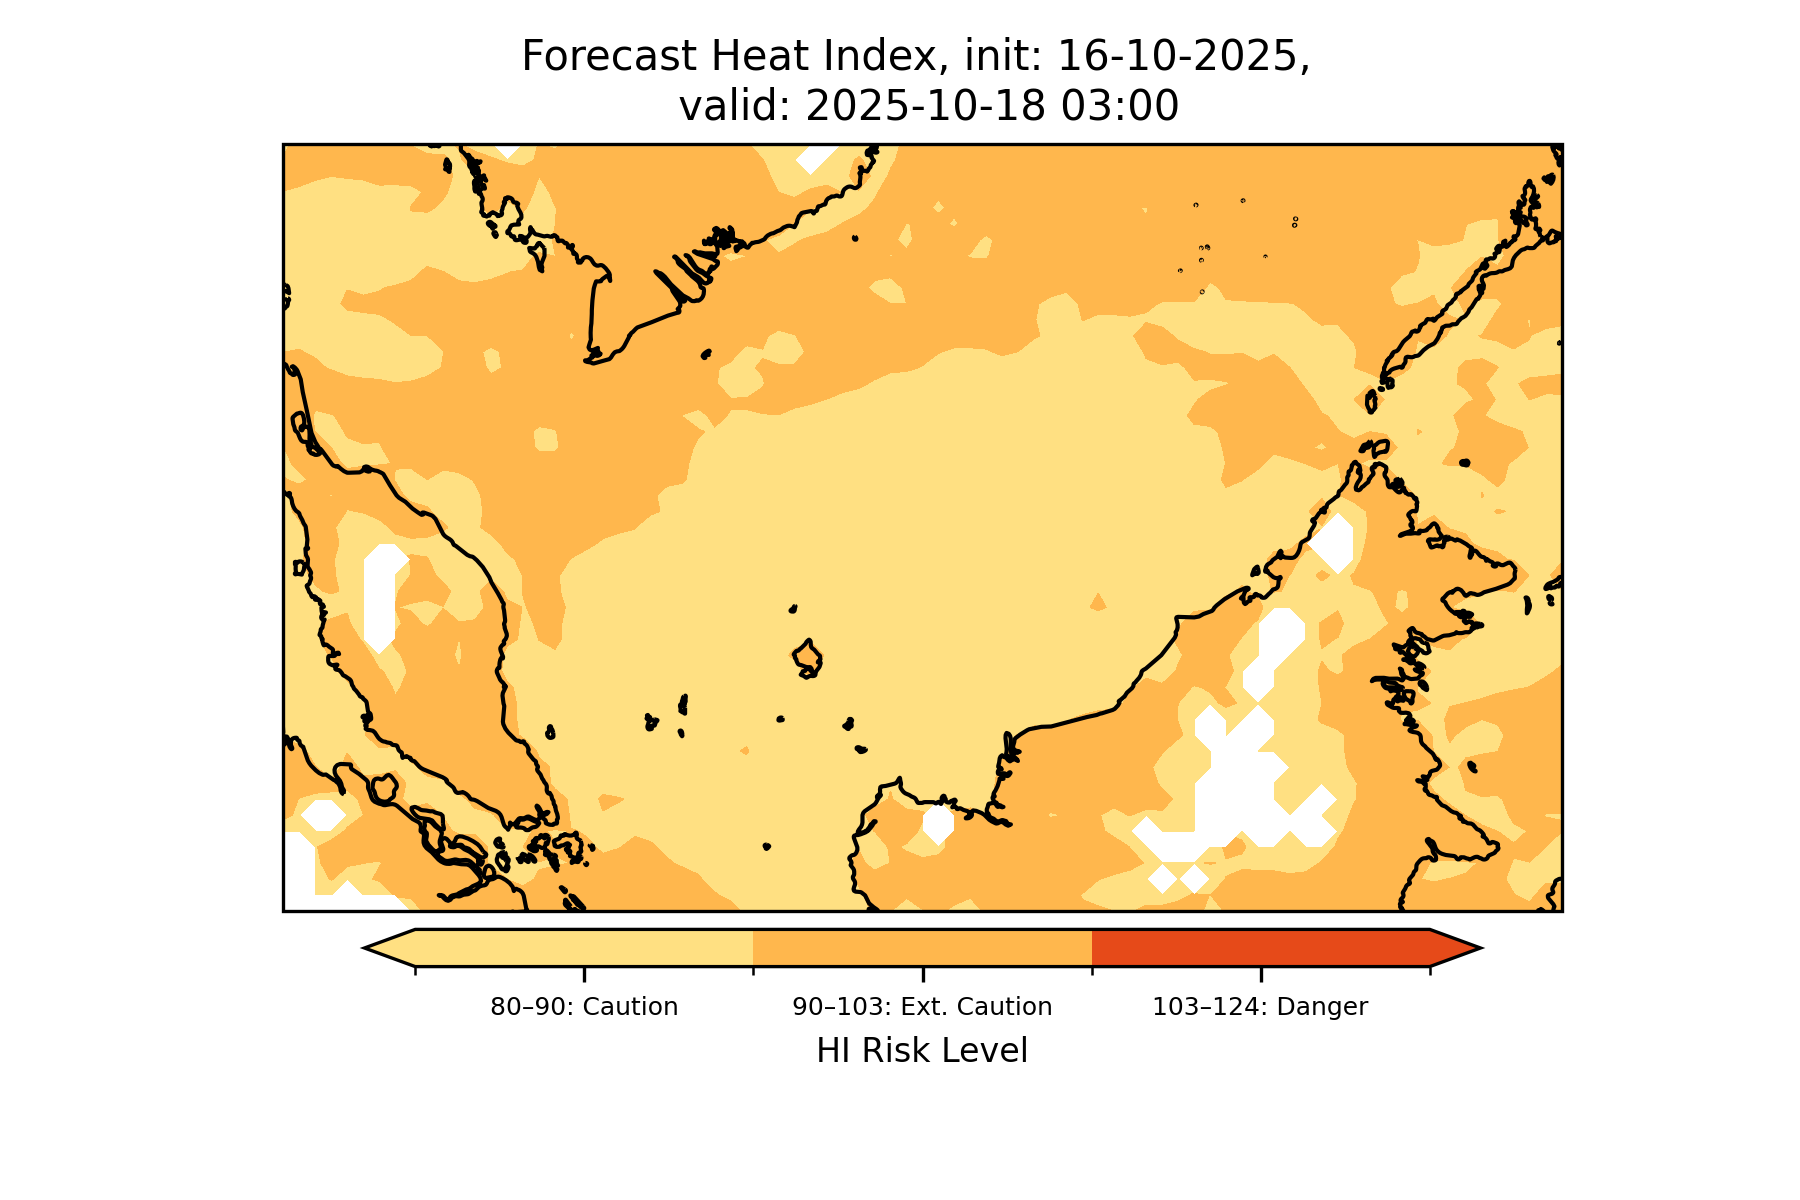 Forecast Heat Index, init: 16-10-2025,
valid: 2025-10-18 03:00
80–90: Caution
90–103: Ext. Caution
103–124: Danger
HI Risk Level